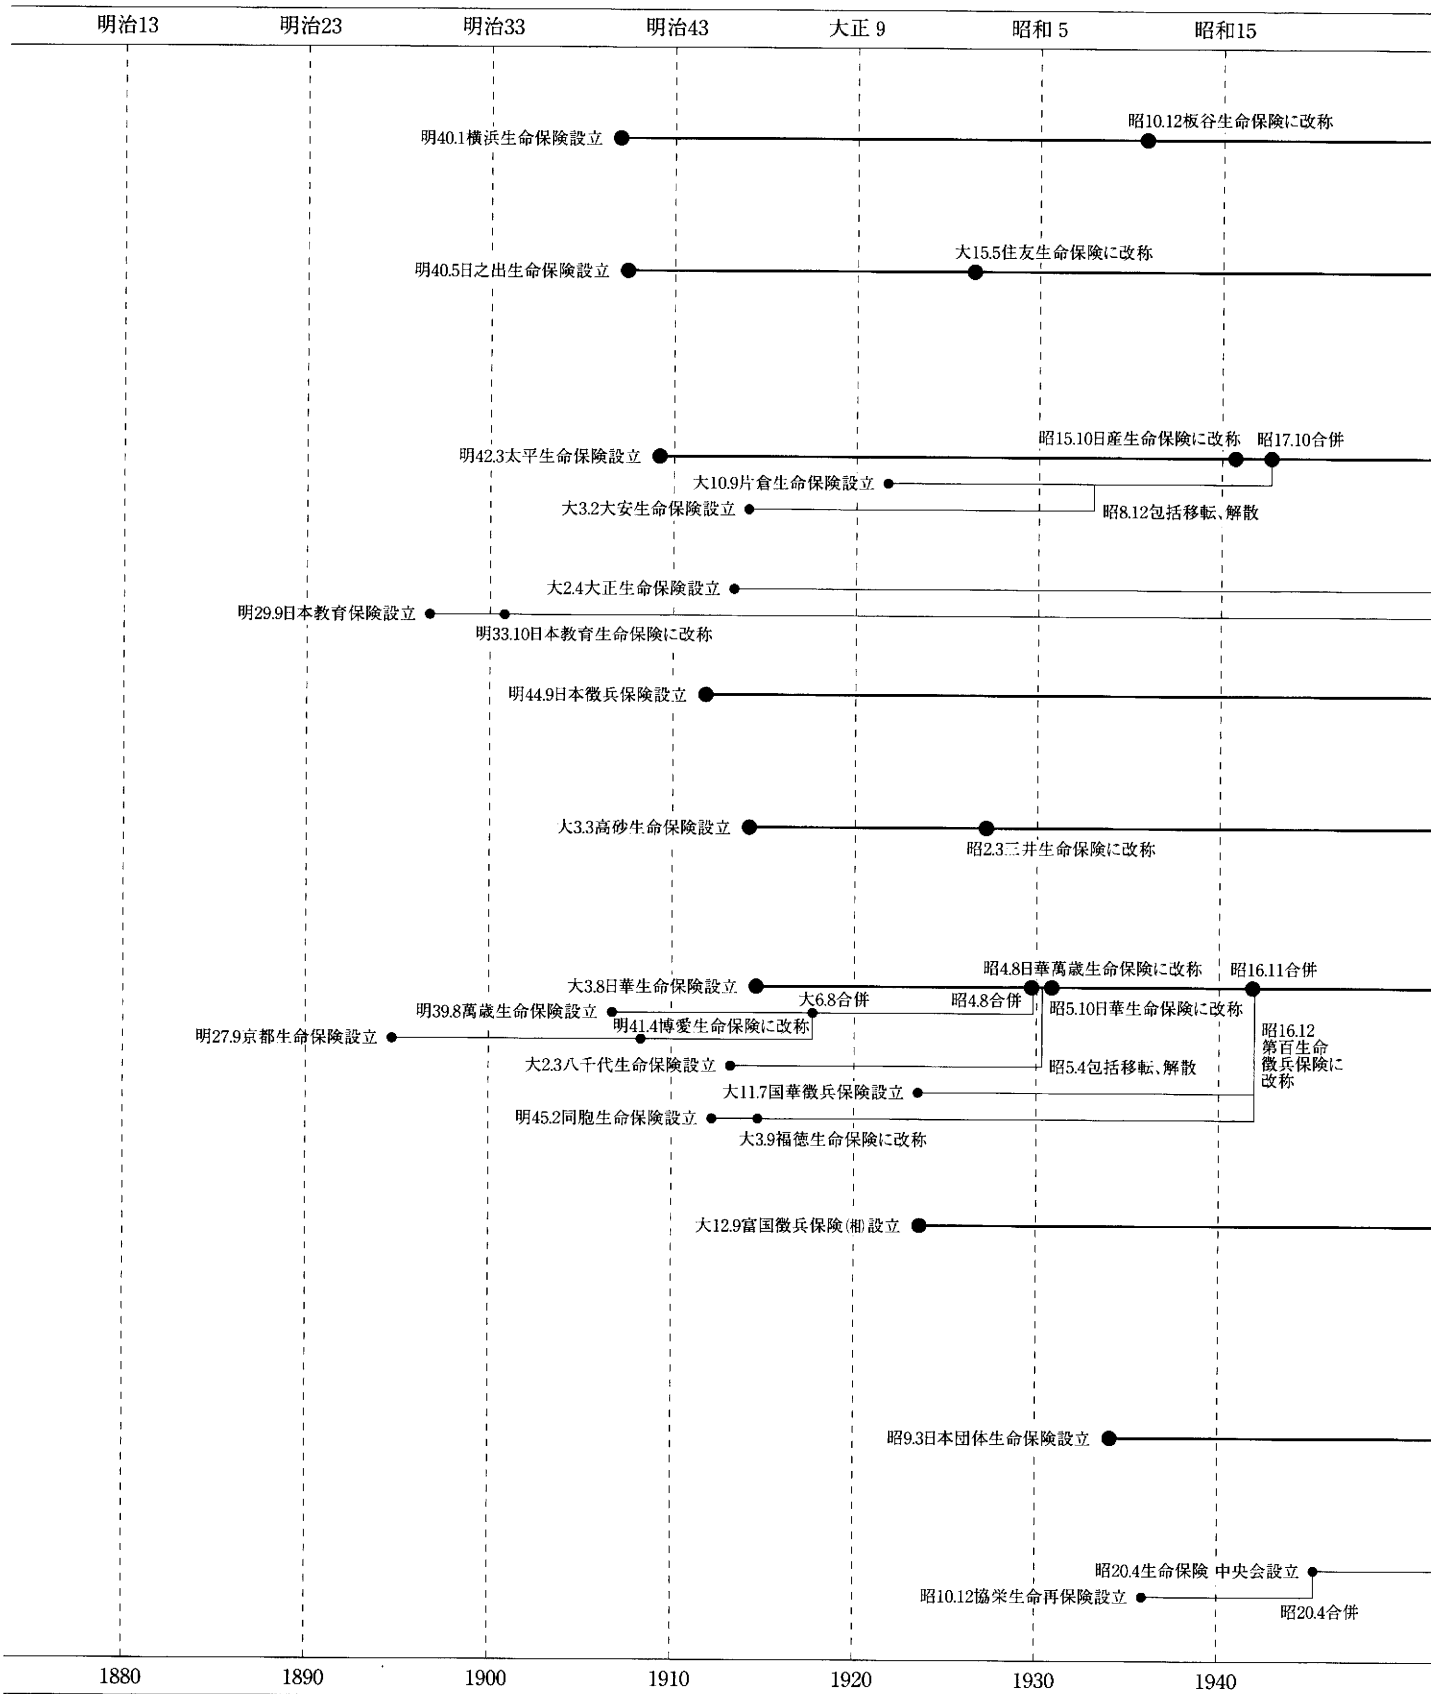 明治13 明治23 明治33 明治43 大正 9 昭和 5 昭和15
昭10.12板谷生命保険に改称
明40.1横浜生命保険設立
大15.5住友生命保険に改称
明40.5日之出生命保険設立
昭15.10日産生命保険に改称 昭17.10合併
明42.3太平生命保険設立
大10.9片倉生命保険設立
大3.2大安生命保険設立
昭8.12包括移転、解散
大2.4大正生命保険設立
明29.9日本教育保険設立
明33.10日本教育生命保険に改称
明44.9日本徴兵保険設立
大3.3高砂生命保険設立
昭2.3三井生命保険に改称
昭4.8日華萬歳生命保険に改称 昭16.11合併
大3.8日華生命保険設立
大6.8合併 昭4.8合併
昭5.10日華生命保険に改称
明39.8萬歳生命保険設立
明41.4博愛生命保険に改称
明27.9京都生命保険設立
昭16.12
第百生命
徴兵保険に
改称
大2.3八千代生命保険設立
昭5.4包括移転、解散
大11.7国華徴兵保険設立
明45.2同胞生命保険設立
大3.9福徳生命保険に改称
大12.9富国徴兵保険(相)設立
昭9.3日本団体生命保険設立
昭20.4生命保険 中央会設立
昭10.12協栄生命再保険設立
昭20.4合併
1880 1890 1900 1910 1920 1930 1940